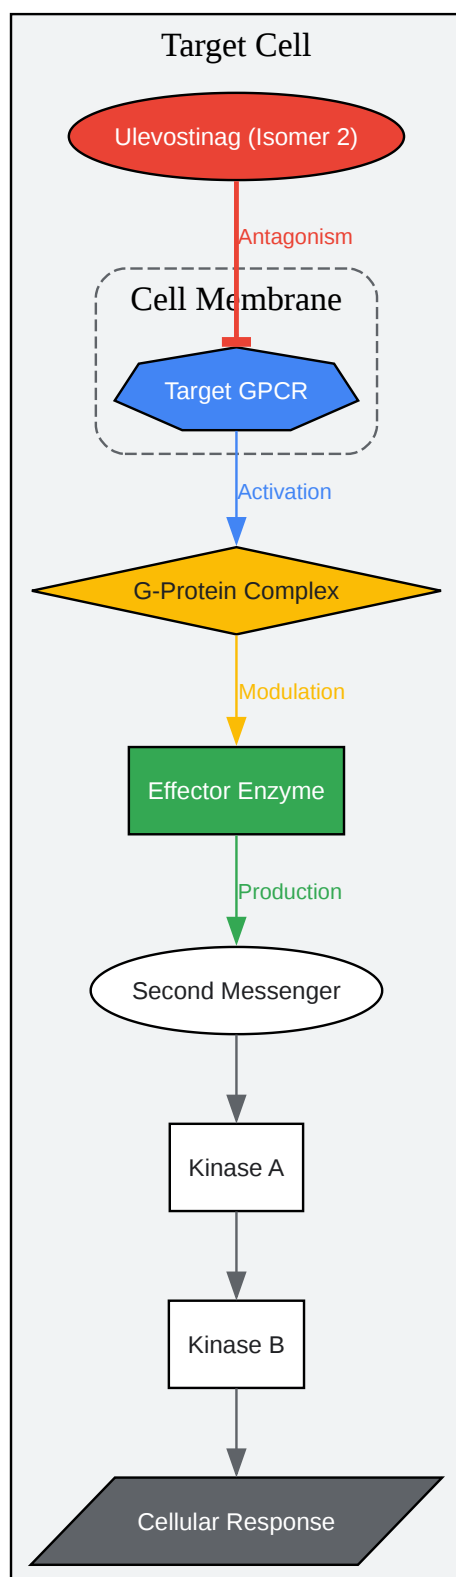 Target Cell
Ulevostinag (Isomer 2)
Antagonism
Cell Membrane
Target GPCR
Activation
G-Protein Complex
Modulation
Effector Enzyme
Production
Second Messenger
Kinase A
Kinase B
Cellular Response